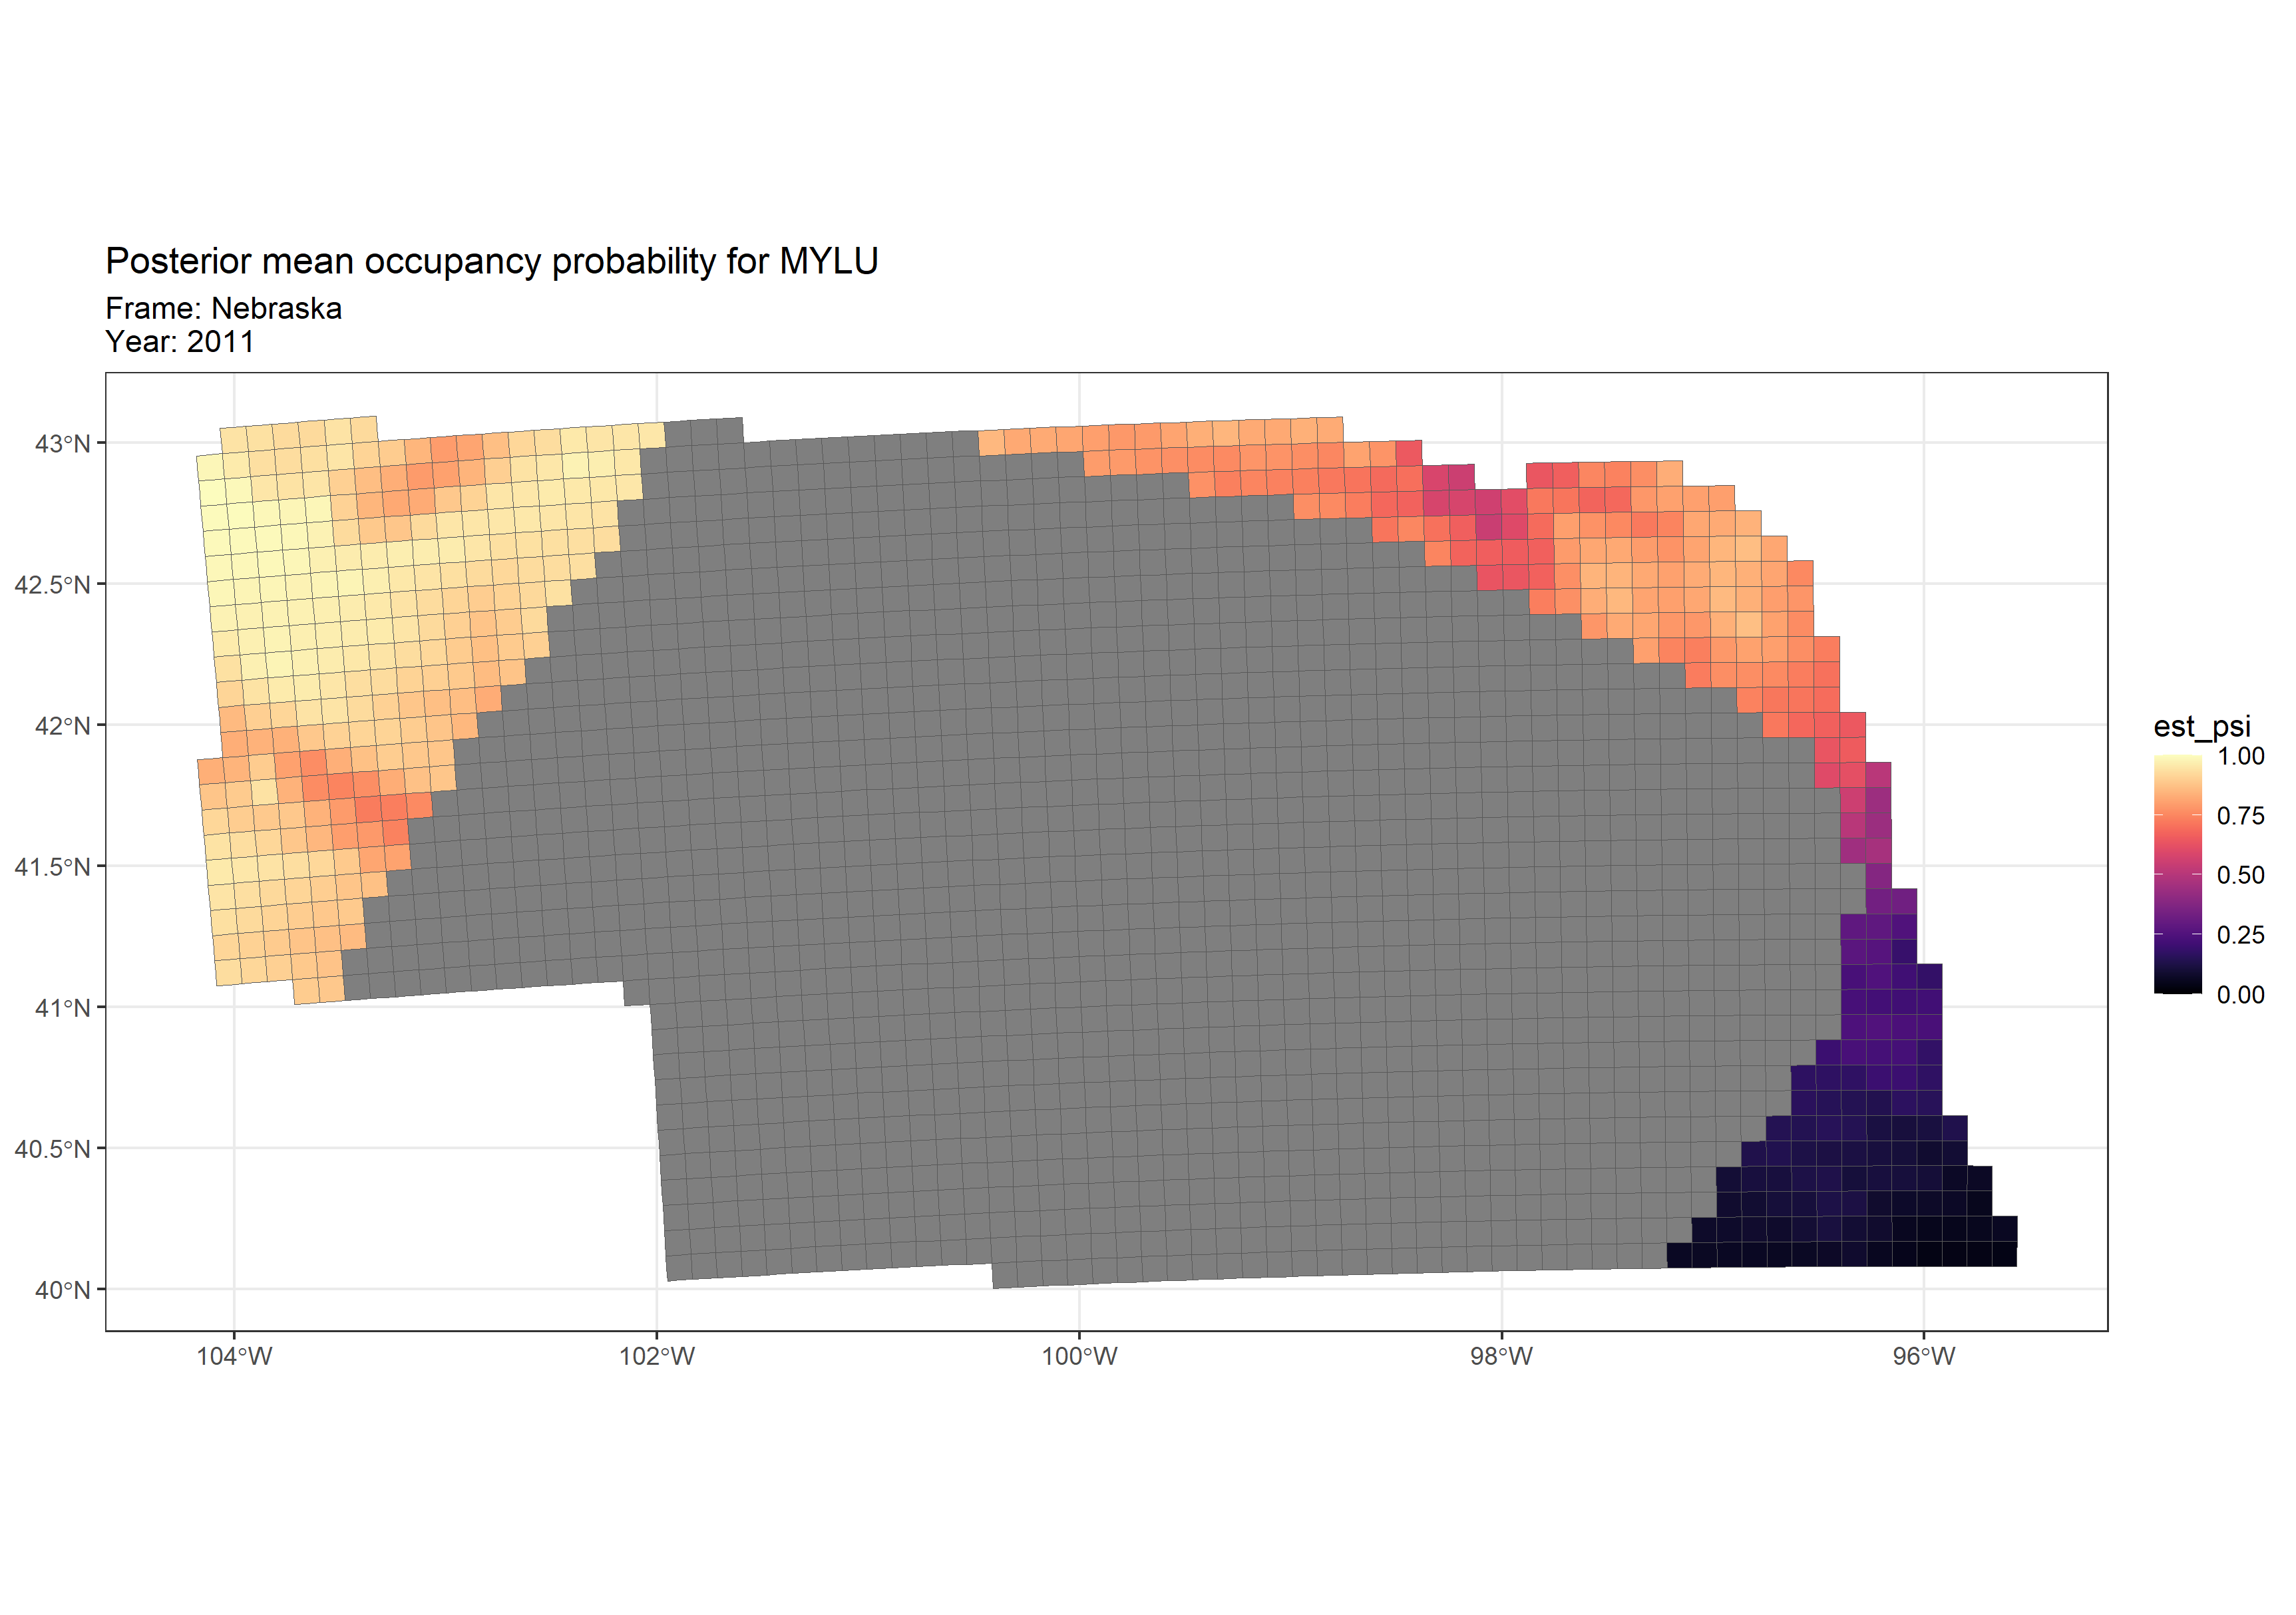 Posterior mean occupancy probability for MYLU
Frame: Nebraska
Year: 2011
43°N
42.5°N
42°N
41.5°N
41°N
40.5°N
40°N
104°W
102°W
100°W
98°W
96°W
est_psi
1.00
0.75
0.50
0.25
0.00